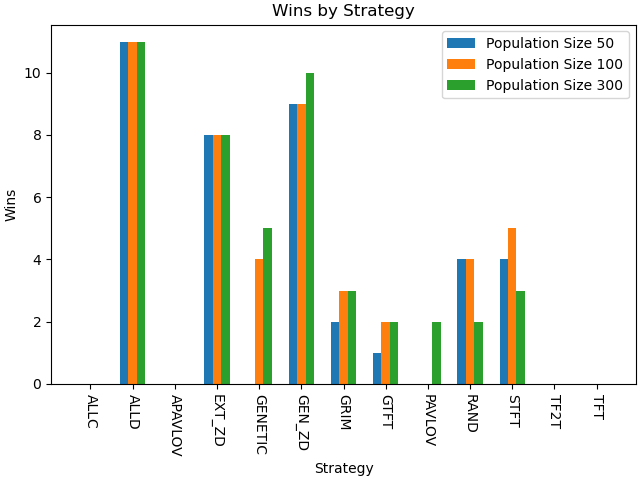 Wins by Strategy
Population Size 50
Population Size 100
Population Size 300
Wins
10
8
6
4
2
0
ALLC
ALLD
APAVLOV
EXT_ZD
GENETIC
GEN_ZD
GRIM
GTFT
PAVLOV
RAND
STFT
TF2T
TFT
Strategy